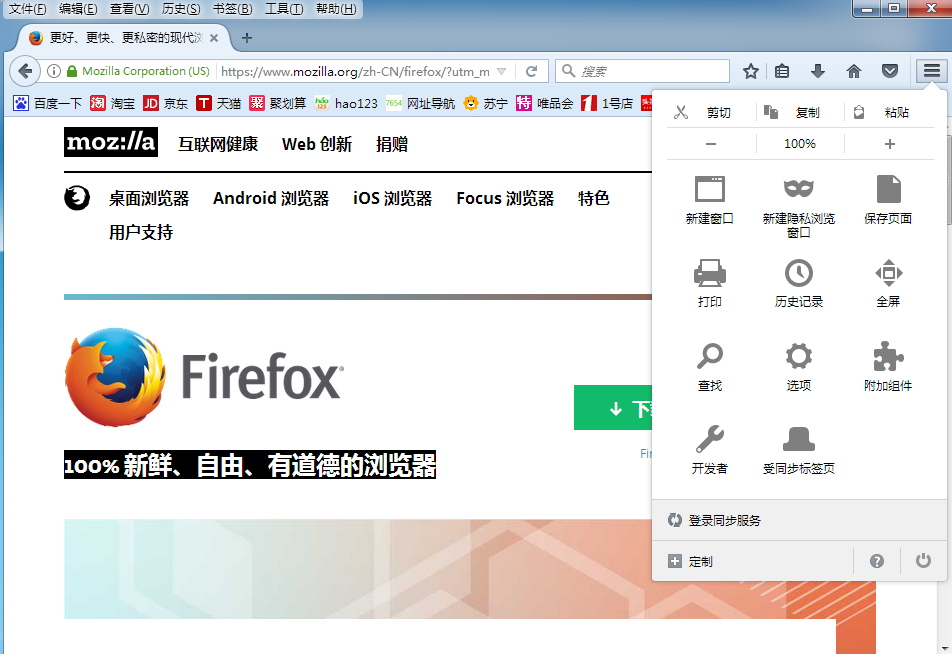 文件(F) 编辑(E) 查看(V) 历史(S) 书签(B) 工具(T) 帮助(H)
更好、更快、更私密的现代浏
Mozilla Corporation (US) https://www.mozilla.org/zh-CN/firefox/?utm_m 搜索
百度一下 淘 淘宝 JD 京东 T 天猫 聚 聚划算 hao123 hao123 7654 网址导航 苏宁 特 唯品会 1 1号店
moz://a 互联网健康 Web 创新 捐赠
桌面浏览器 Android 浏览器 iOS 浏览器 Focus 浏览器 特色
用户支持
Firefox
下
Fir
100% 新鲜、自由、有道德的浏览器
剪切 复制 粘贴
− 100% +
新建窗口 新建隐私浏览 保存页面
窗口
打印 历史记录 全屏
查找 选项 附加组件
开发者 受同步标签页
登录同步服务
定制